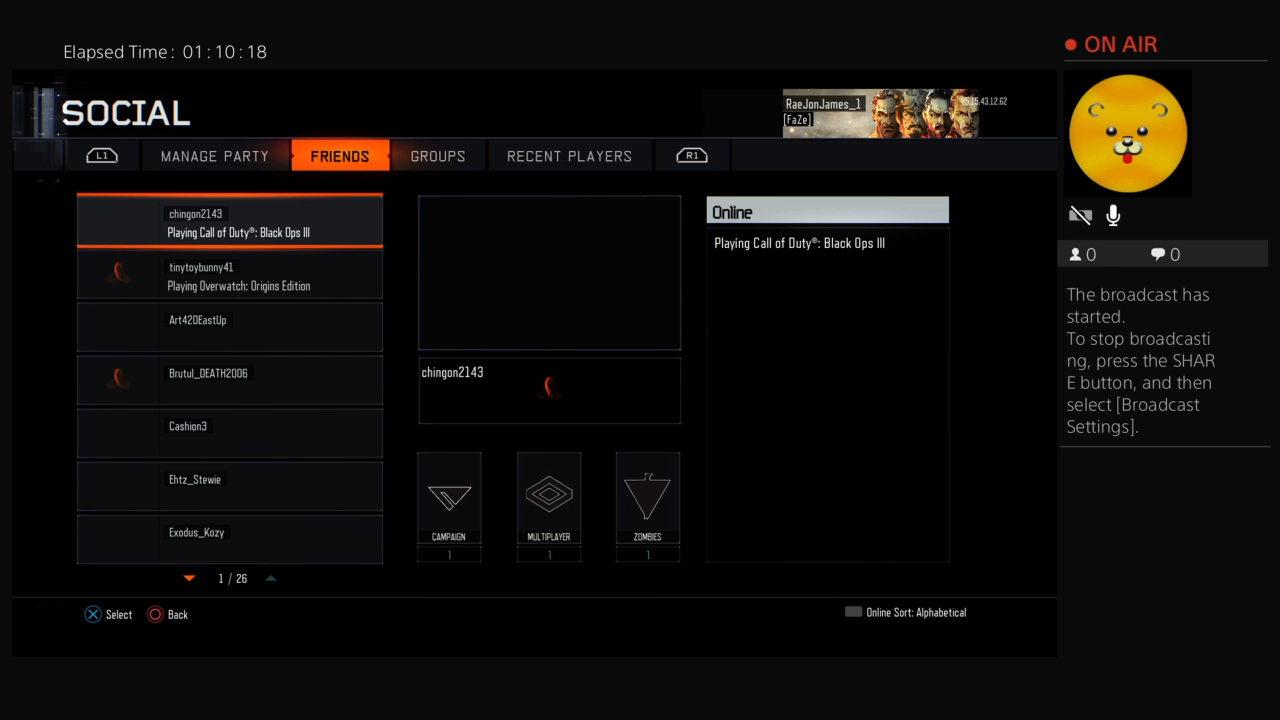 Elapsed Time: 01:10:18
ON AIR
SOCIAL
RaeJonJames_1
[FaZe]
L1
MANAGE PARTY
FRIENDS
GROUPS
RECENT PLAYERS
R1
chingon2143
Playing Call of Duty®: Black Ops III
tinytoybunny41
Playing Overwatch: Origins Edition
Art420EastUp
Brutul_DEATH2006
Cashion3
Ehtz_Stewie
Exodus_Kozy
1 / 26
chingon2143
CAMPAIGN
MULTIPLAYER
ZOMBIES
1
1
1
Online
Playing Call of Duty®: Black Ops III
Select
Back
Online Sort: Alphabetical
0
0
The broadcast has
started.
To stop broadcasti
ng, press the SHAR
E button, and then
select [Broadcast
Settings].